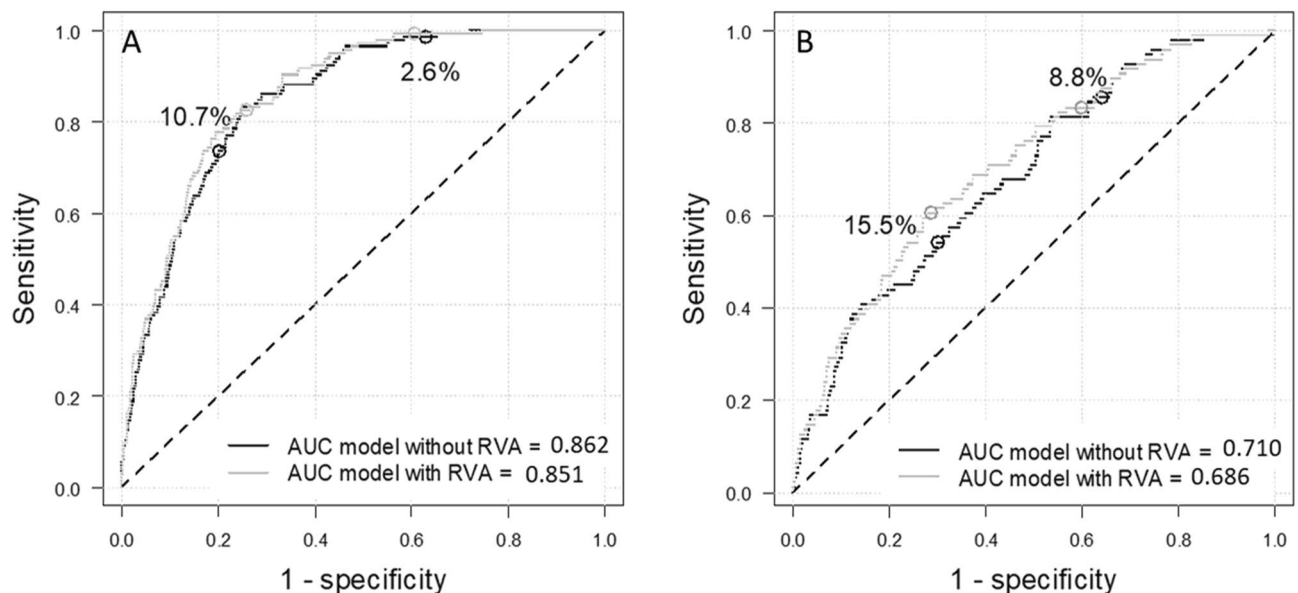 A
1.0
0.8
0.6
0.4
0.2
0.0
Sensitivity
10.7%
2.6%
AUC model without RVA = 0.862
AUC model with RVA = 0.851
0.0 0.2 0.4 0.6 0.8 1.0
1 - specificity
B
1.0
0.8
0.6
0.4
0.2
0.0
Sensitivity
8.8%
15.5%
AUC model without RVA = 0.710
AUC model with RVA = 0.686
0.0 0.2 0.4 0.6 0.8 1.0
1 - specificity